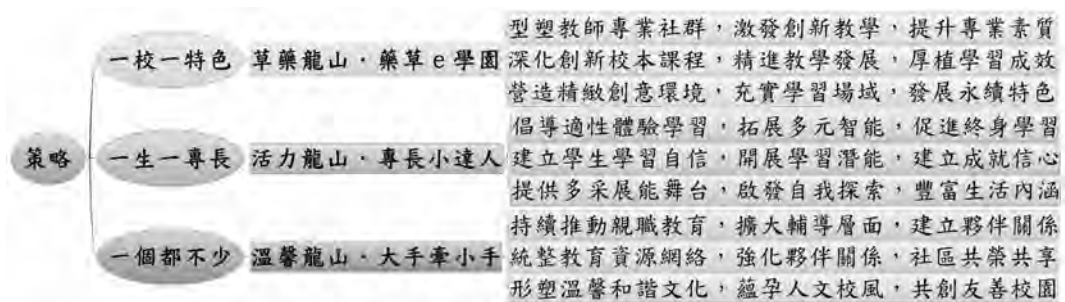 策略
一校一特色
草藥龍山‧藥草e學園
型塑教師專業社群，激發創新教學，提升專業素質
深化創新校本課程，精進教學發展，厚植學習成效
營造精緻創意環境，充實學習場域，發展永續特色
一生一專長
活力龍山‧專長小達人
倡導適性體驗學習，拓展多元智能，促進終身學習
建立學生學習自信，開展學習潛能，建立成就信心
提供多采展能舞台，啟發自我探索，豐富生活內涵
一個都不少
溫馨龍山‧大手牽小手
持續推動親職教育，擴大輔導層面，建立夥伴關係
統整教育資源網絡，強化夥伴關係，社區共榮共享
形塑溫馨和諧文化，蘊孕人文校風，共創友善校園